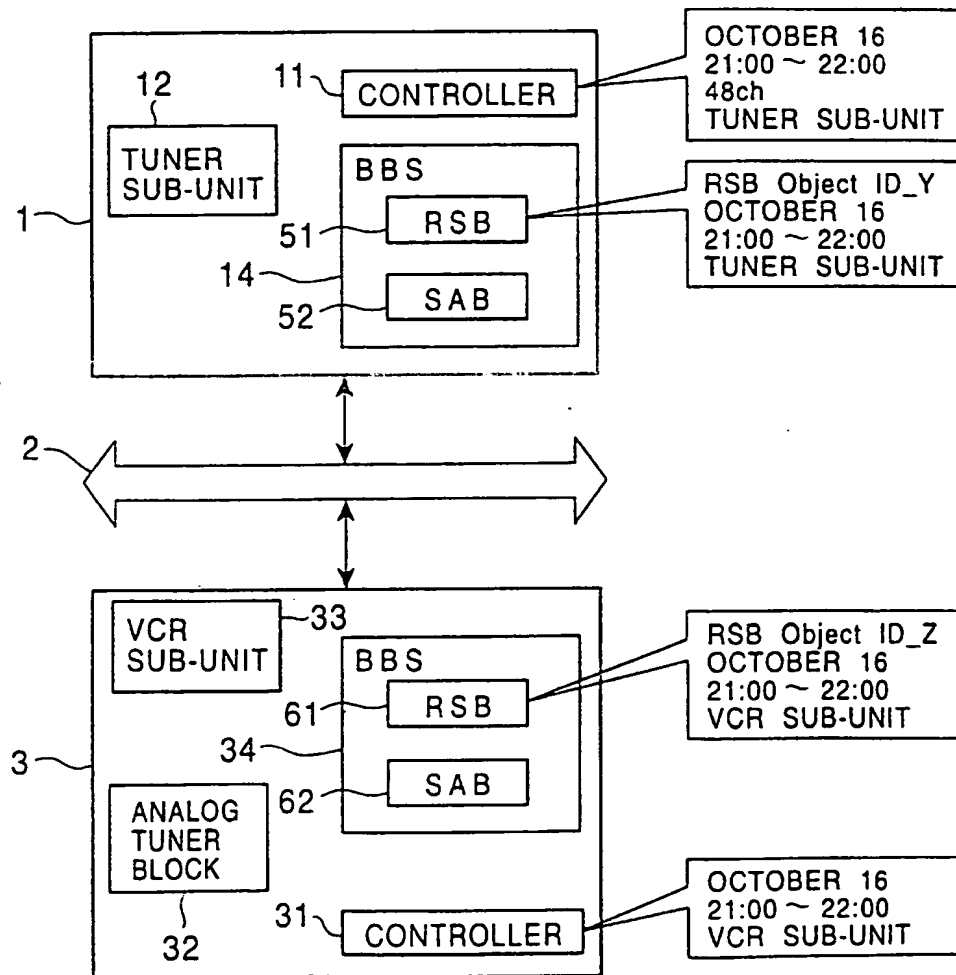 OCTOBER 16
21:00 ~ 22:00
48ch
TUNER SUB-UNIT
11
CONTROLLER
12
TUNER
SUB-UNIT
BBS
RSB
51
SAB
52
14
1
RSB Object ID_Y
OCTOBER 16
21:00 ~ 22:00
TUNER SUB-UNIT
2
VCR
SUB-UNIT
33
BBS
RSB
61
34
SAB
62
3
RSB Object ID_Z
OCTOBER 16
21:00 ~ 22:00
VCR SUB-UNIT
ANALOG
TUNER
BLOCK
32
31
CONTROLLER
OCTOBER 16
21:00 ~ 22:00
VCR SUB-UNIT